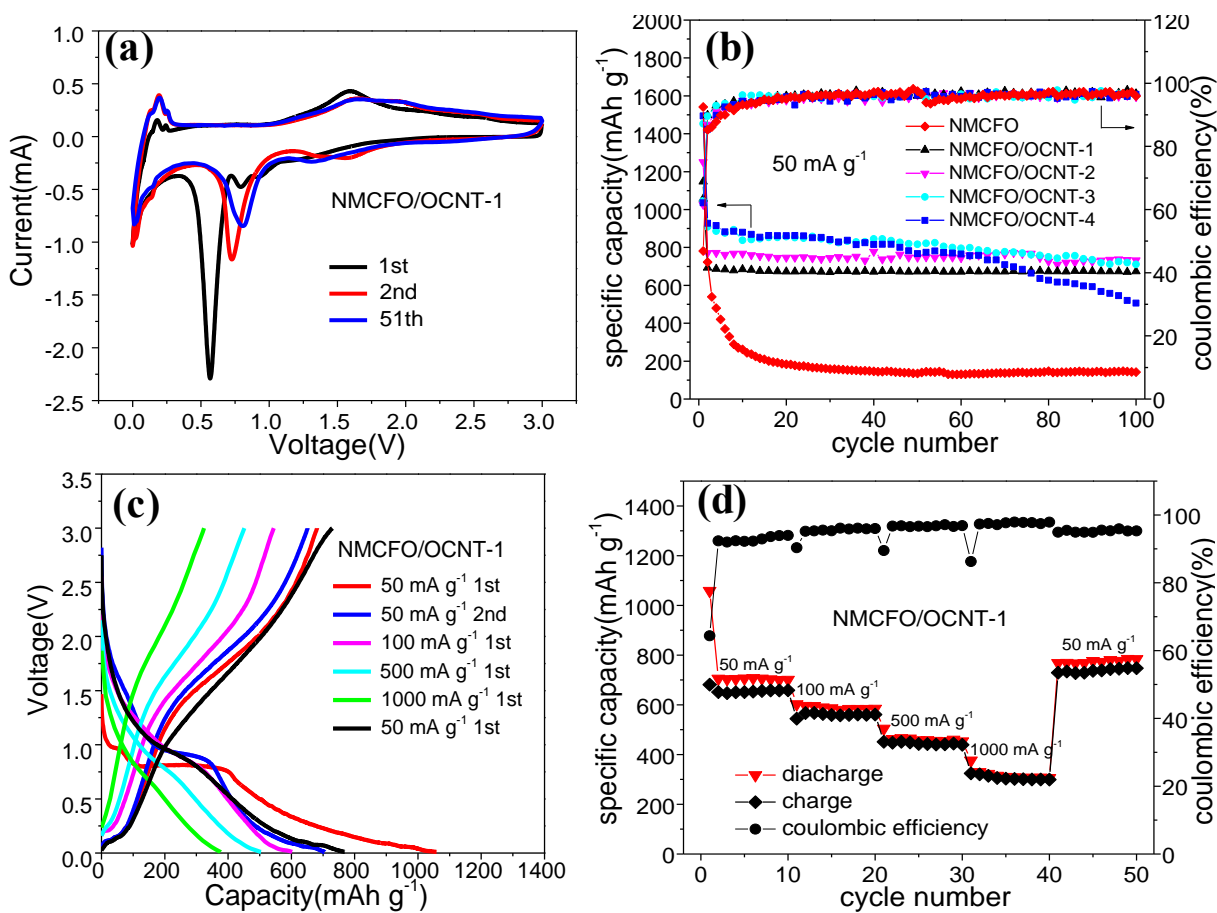 (a)
1.0
0.5
0.0
-0.5
-1.0
-1.5
-2.0
-2.5
Current(mA)
NMCFO/OCNT-1
1st
2nd
51th
0.0 0.5 1.0 1.5 2.0 2.5 3.0
Voltage(V)
(b)
2000
1800
1600
1400
1200
1000
800
600
400
200
0
specific capacity(mAh g⁻¹)
50 mA g⁻¹
NMCFO
NMCFO/OCNT-1
NMCFO/OCNT-2
NMCFO/OCNT-3
NMCFO/OCNT-4
120
100
80
60
40
20
0
coulombic efficiency(%)
0 20 40 60 80 100
cycle number
(c)
3.5
3.0
2.5
2.0
1.5
1.0
0.5
0.0
Voltage(V)
NMCFO/OCNT-1
50 mA g⁻¹ 1st
50 mA g⁻¹ 2nd
100 mA g⁻¹ 1st
500 mA g⁻¹ 1st
1000 mA g⁻¹ 1st
50 mA g⁻¹ 1st
0 200 400 600 800 1000 1200 1400
Capacity(mAh g⁻¹)
(d)
1400
1300
1200
1100
1000
900
800
700
600
500
400
300
200
100
0
specific capacity(mAh g⁻¹)
NMCFO/OCNT-1
50 mA g⁻¹
100 mA g⁻¹
500 mA g⁻¹
1000 mA g⁻¹
50 mA g⁻¹
diacharge
charge
coulombic efficiency
100
80
60
40
20
0
coulombic efficiency(%)
0 10 20 30 40 50
cycle number